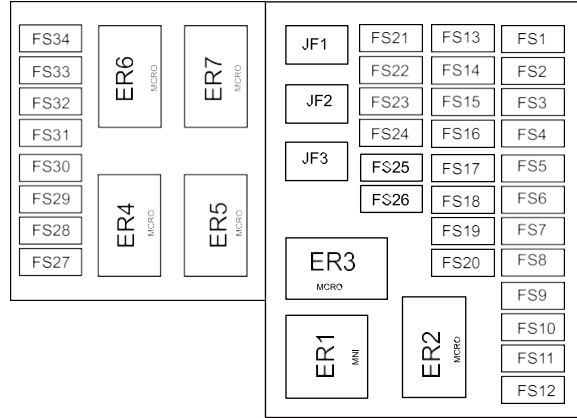 FS34
FS33
FS32
FS31
FS30
FS29
FS28
FS27
ER6
MCRO
ER7
MCRO
ER4
MCRO
ER5
MCRO
JF1
JF2
JF3
FS21
FS22
FS23
FS24
FS25
FS26
FS13
FS14
FS15
FS16
FS17
FS18
FS19
FS20
FS1
FS2
FS3
FS4
FS5
FS6
FS7
FS8
FS9
FS10
FS11
FS12
ER3
MCRO
ER1
MNI
ER2
MCRO